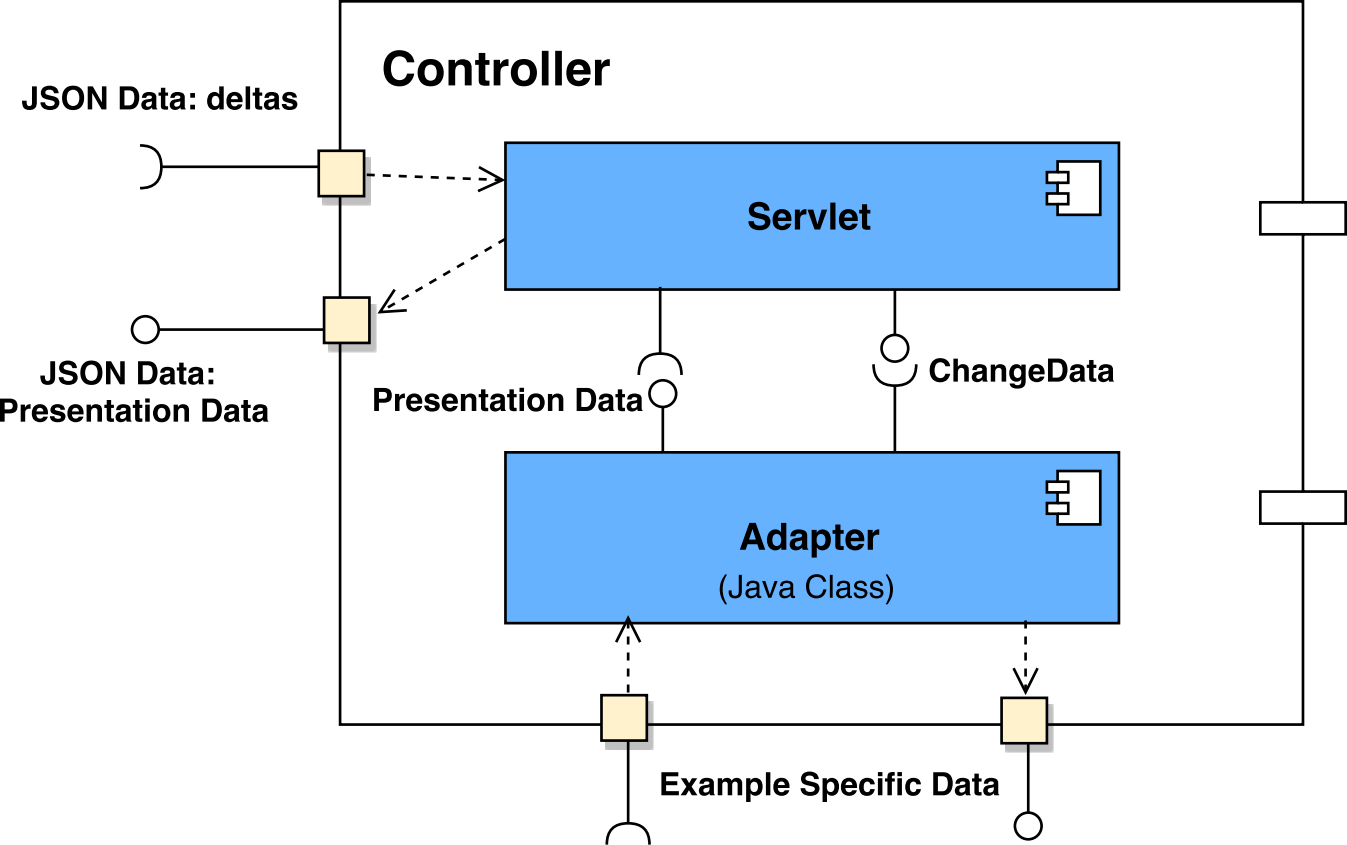 Controller
JSON Data: deltas
Servlet
JSON Data:
Presentation Data
Presentation Data
ChangeData
Adapter
(Java Class)
Example Specific Data